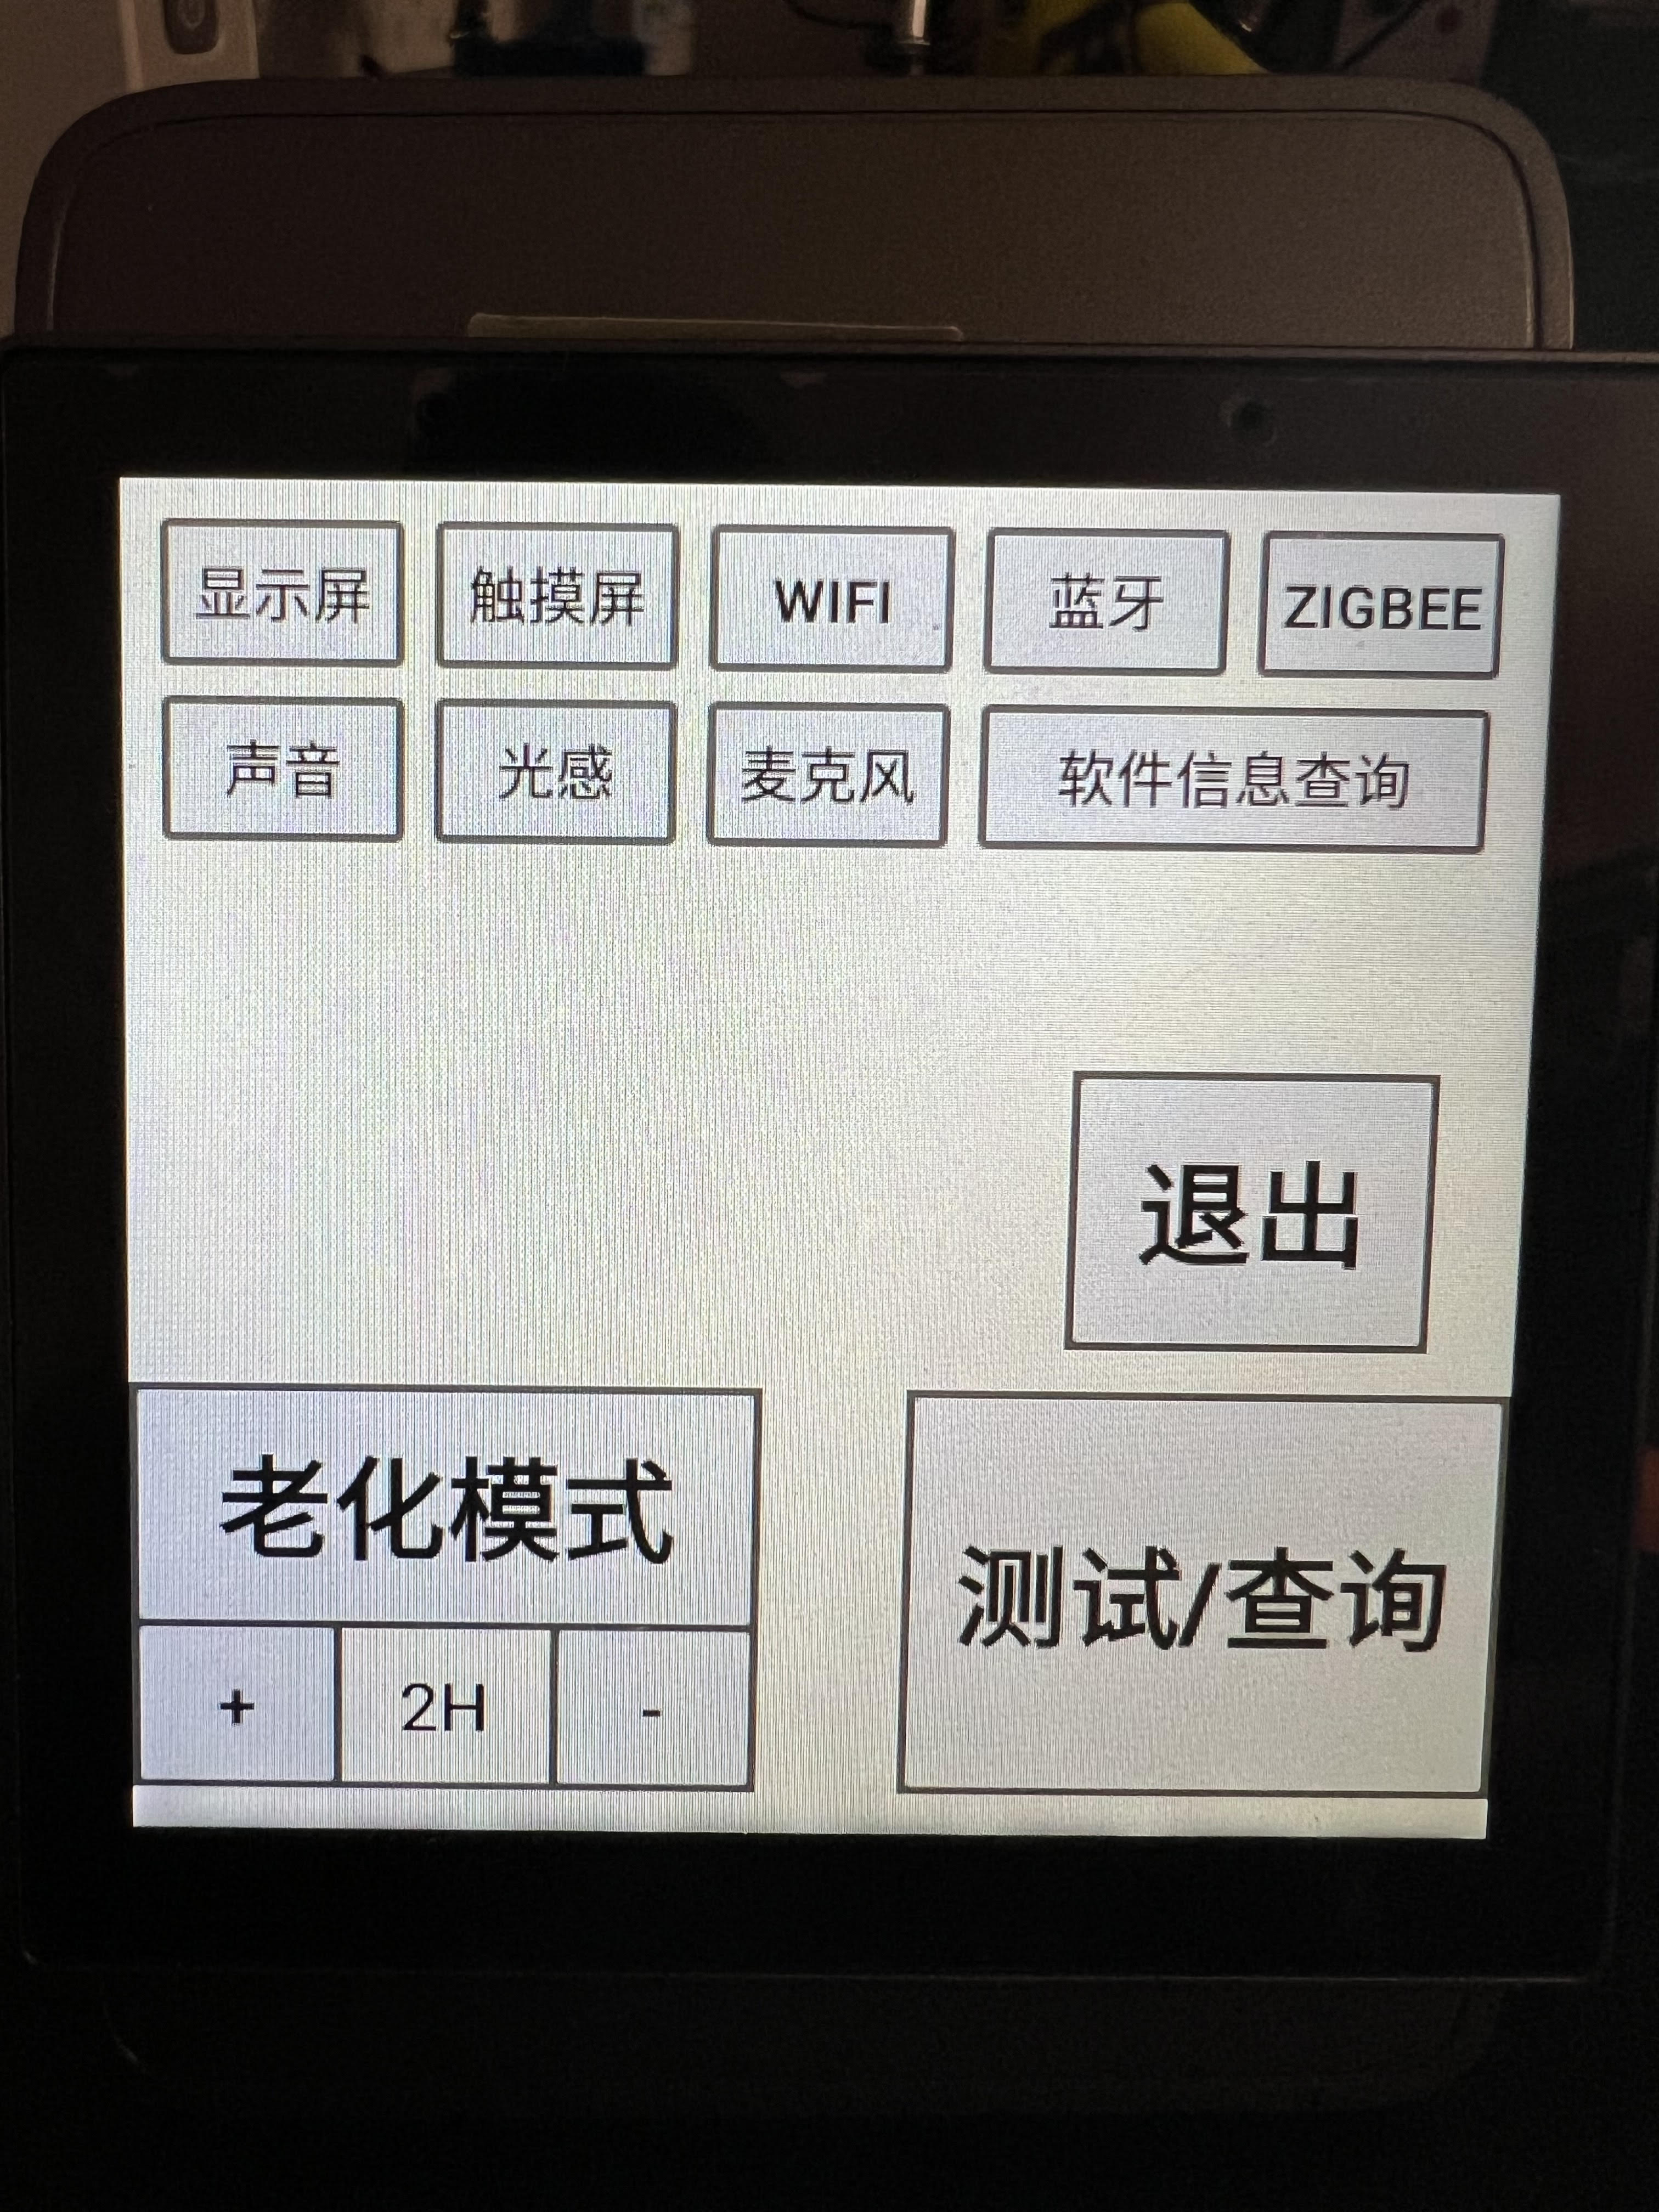 显示屏 触摸屏 WIFI 蓝牙 ZIGBEE
声音 光感 麦克风 软件信息查询
退出
老化模式
测试/查询
+ 2H -